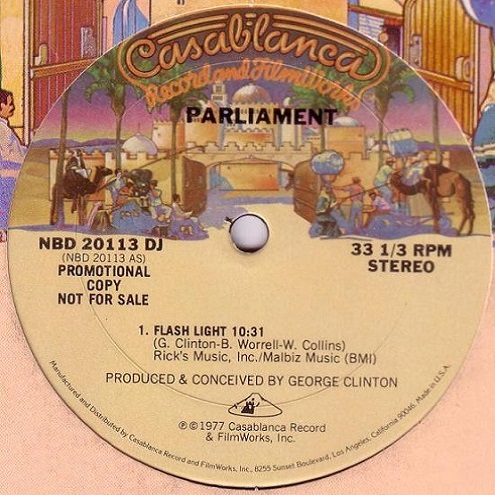 Casablanca
Record and FilmWorks
PARLIAMENT
NBD 20113 DJ
(NBD 20113 AS)
PROMOTIONAL
COPY
NOT FOR SALE
33 1/3 RPM
STEREO
1. FLASH LIGHT 10:31
(G. Clinton-B. Worrell-W. Collins)
Rick's Music, Inc./Malbiz Music (BMI)
PRODUCED & CONCEIVED BY GEORGE CLINTON
℗©1977 Casablanca Record
& FilmWorks, Inc.
Manufactured and Distributed by Casablanca Record and FilmWorks, Inc., 8255 Sunset Boulevard, Los Angeles, California 90046. Made in U.S.A.